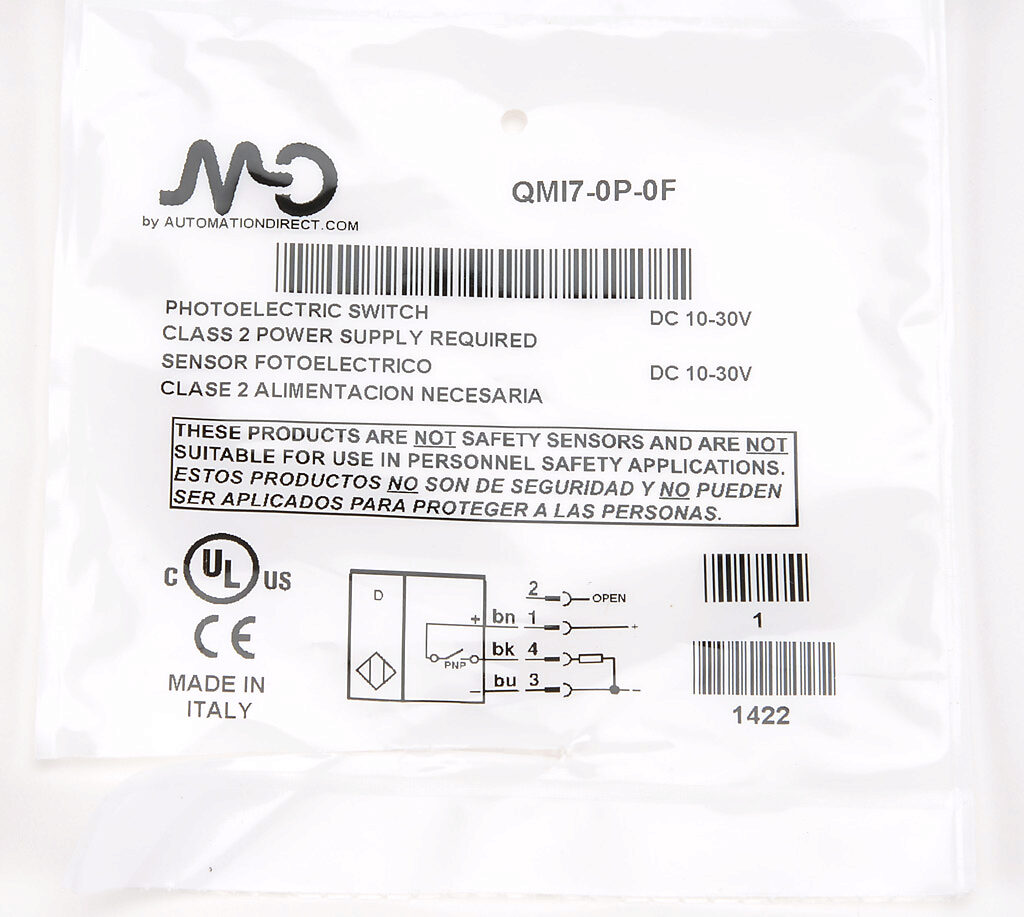 MD
by AUTOMATIONDIRECT.COM
QMI7-0P-0F
PHOTOELECTRIC SWITCH DC 10-30V
CLASS 2 POWER SUPPLY REQUIRED
SENSOR FOTOELECTRICO DC 10-30V
CLASE 2 ALIMENTACION NECESARIA
THESE PRODUCTS ARE NOT SAFETY SENSORS AND ARE NOT
SUITABLE FOR USE IN PERSONNEL SAFETY APPLICATIONS.
ESTOS PRODUCTOS NO SON DE SEGURIDAD Y NO PUEDEN
SER APLICADOS PARA PROTEGER A LAS PERSONAS.
C UL US
CE
MADE IN
ITALY
D
2 OPEN
+ bn 1 +
bk 4
PNP
− bu 3 −
1
1422